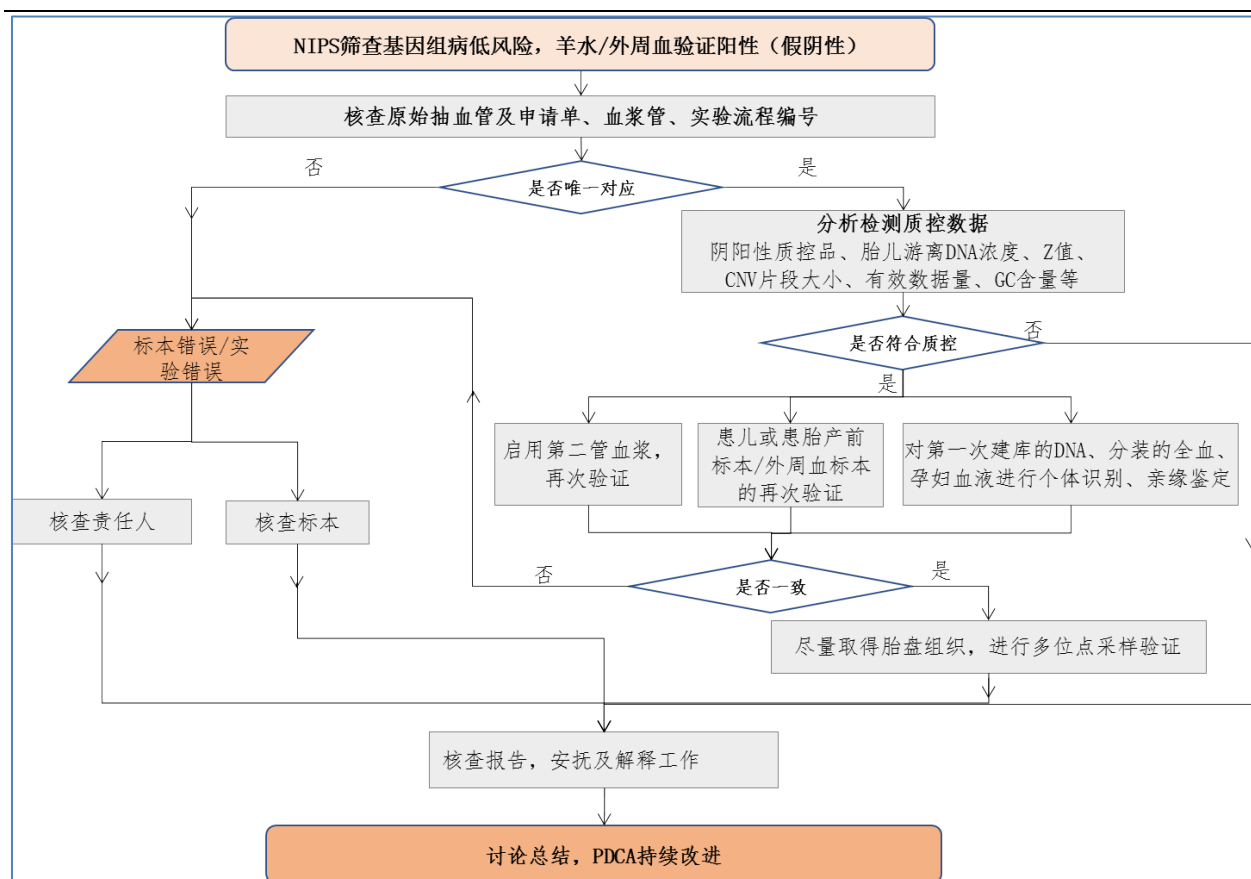 NIPS筛查基因组病低风险，羊水/外周血验证阳性（假阴性）
核查原始抽血管及申请单、血浆管、实验流程编号
否
是
是否唯一对应
分析检测质控数据
阴阳性质控品、胎儿游离DNA浓度、Z值、
CNV片段大小、有效数据量、GC含量等
标本错误/实
验错误
是否符合质控
否
是
启用第二管血浆，
再次验证
患儿或患胎产前
标本/外周血标本
的再次验证
对第一次建库的DNA、分装的全血、
孕妇血液进行个体识别、亲缘鉴定
核查责任人
核查标本
否
是否一致
是
尽量取得胎盘组织，进行多位点采样验证
核查报告，安抚及解释工作
讨论总结，PDCA持续改进